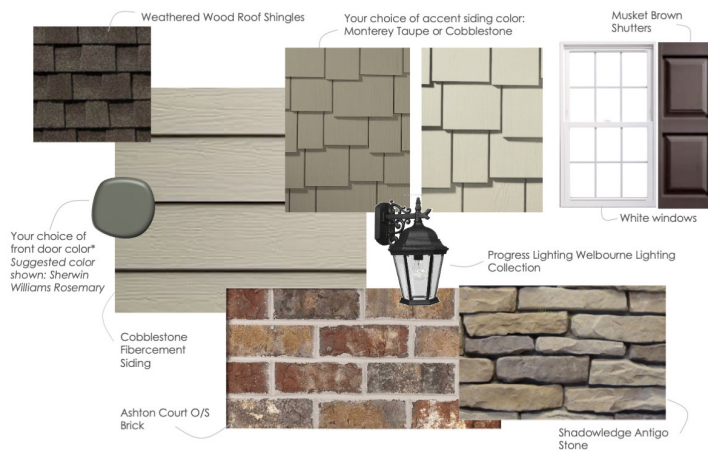 Weathered Wood Roof Shingles
Your choice of accent siding color:
Monterey Taupe or Cobblestone
Musket Brown
Shutters
White windows
Your choice of
front door color*
Suggested color
shown: Sherwin
Williams Rosemary
Progress Lighting Welbourne Lighting
Collection
Cobblestone
Fibercement
Siding
Ashton Court O/S
Brick
Shadowledge Antigo
Stone